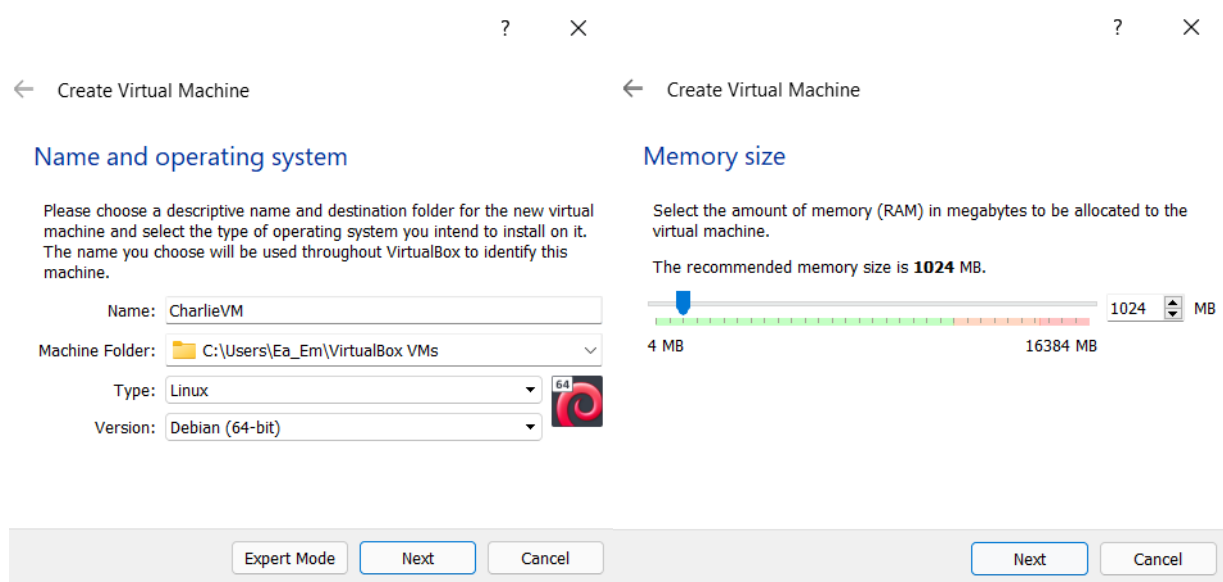 ?
Create Virtual Machine
Name and operating system
Please choose a descriptive name and destination folder for the new virtual
machine and select the type of operating system you intend to install on it.
The name you choose will be used throughout VirtualBox to identify this
machine.
Name: CharlieVM
Machine Folder: C:\Users\Ea_Em\VirtualBox VMs
Type: Linux
64
Version: Debian (64-bit)
Expert Mode Next Cancel
?
Create Virtual Machine
Memory size
Select the amount of memory (RAM) in megabytes to be allocated to the
virtual machine.
The recommended memory size is 1024 MB.
1024 MB
4 MB 16384 MB
Next Cancel